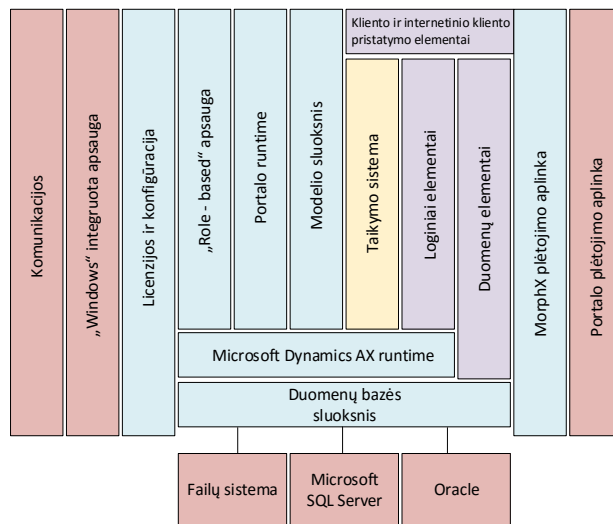 Kliento ir internetinio kliento
pristatymo elementai
Komunikacijos
„Windows“ integruota apsauga
Licenzijos ir konfigūracija
„Role - based“ apsauga
Portalo runtime
Modelio sluoksnis
Taikymo sistema
Loginiai elementai
Duomenų elementai
MorphX plėtojimo aplinka
Portalo plėtojimo aplinka
Microsoft Dynamics AX runtime
Duomenų bazės
sluoksnis
Failų sistema
Microsoft
SQL Server
Oracle